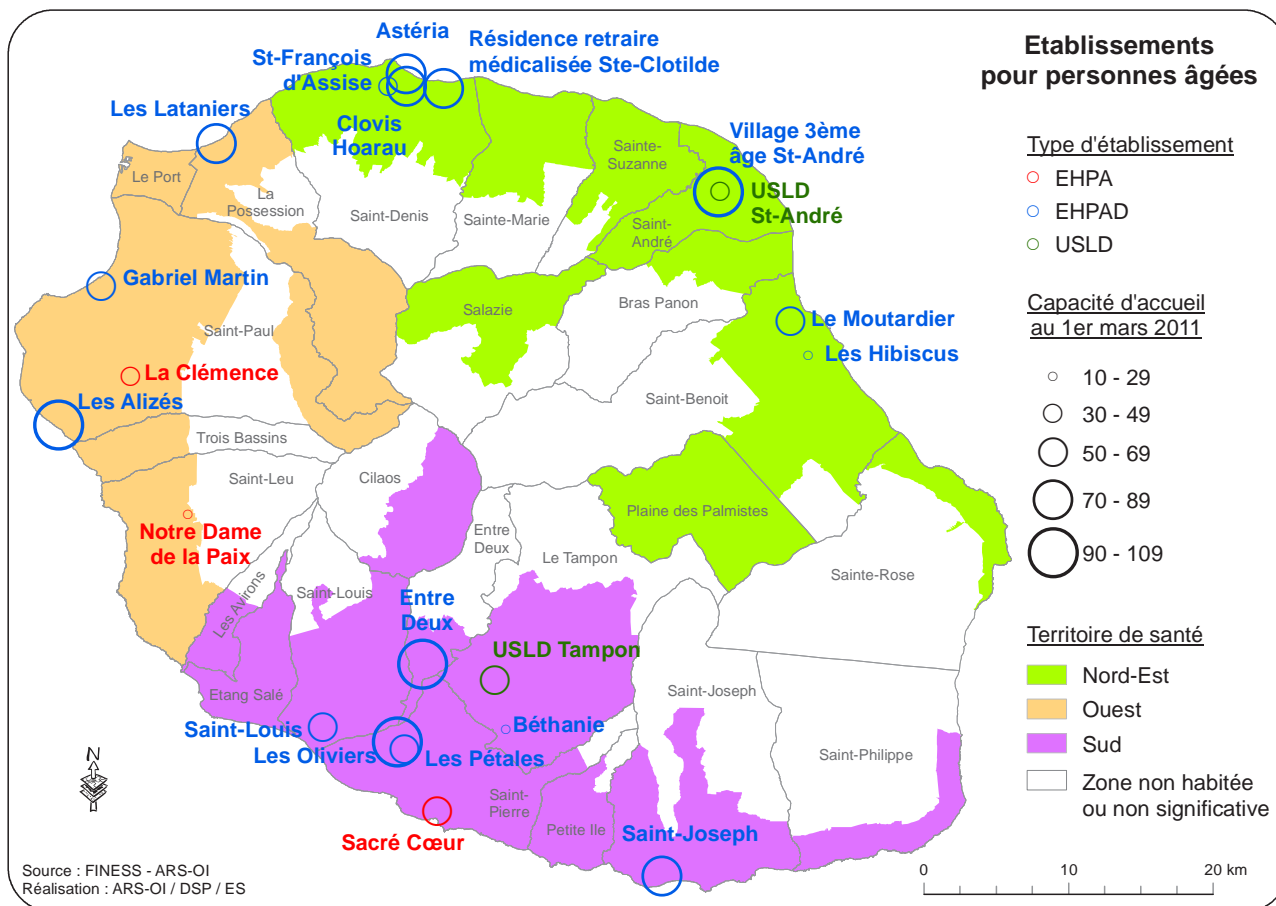 Etablissements
pour personnes âgées
Type d'établissement
EHPA
EHPAD
USLD
Capacité d'accueil
au 1er mars 2011
10 - 29
30 - 49
50 - 69
70 - 89
90 - 109
Territoire de santé
Nord-Est
Ouest
Sud
Zone non habitée
ou non significative
Astéria
St-François
d'Assise
Résidence retraire
médicalisée Ste-Clotilde
Les Lataniers
Clovis
Hoarau
Village 3ème
âge St-André
USLD
St-André
Sainte-
Suzanne
Le Port
La
Possession
Saint-Denis
Sainte-Marie
Saint-
André
Gabriel Martin
Salazie
Bras Panon
Le Moutardier
Les Hibiscus
Saint-Paul
La Clémence
Les Alizés
Saint-Benoit
Trois Bassins
Saint-Leu
Cilaos
Notre Dame
de la Paix
Plaine des Palmistes
Entre
Deux
Le Tampon
Sainte-Rose
Les Avirons
Saint-Louis
Entre
Deux
USLD Tampon
Etang Salé
Saint-Joseph
Saint-Louis
Les Oliviers
Les Pétales
Béthanie
Saint-Philippe
Saint-
Pierre
Petite Ile
Sacré Cœur
Saint-Joseph
N
Source : FINESS - ARS-OI
Réalisation : ARS-OI / DSP / ES
0 10 20 km